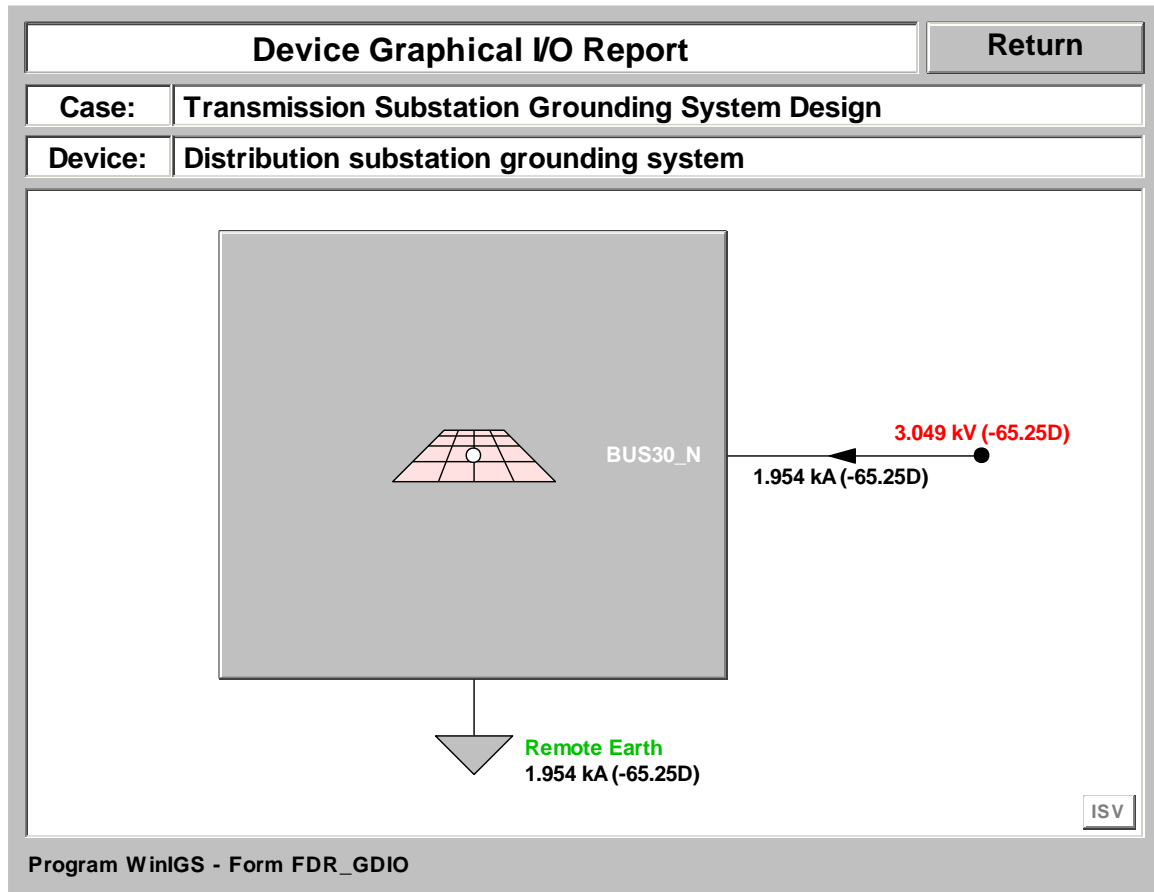 Device Graphical I/O Report
Return
Case:
Transmission Substation Grounding System Design
Device:
Distribution substation grounding system
3.049 kV (-65.25D)
BUS30_N
1.954 kA (-65.25D)
Remote Earth
1.954 kA (-65.25D)
ISV
Program WinIGS - Form FDR_GDIO